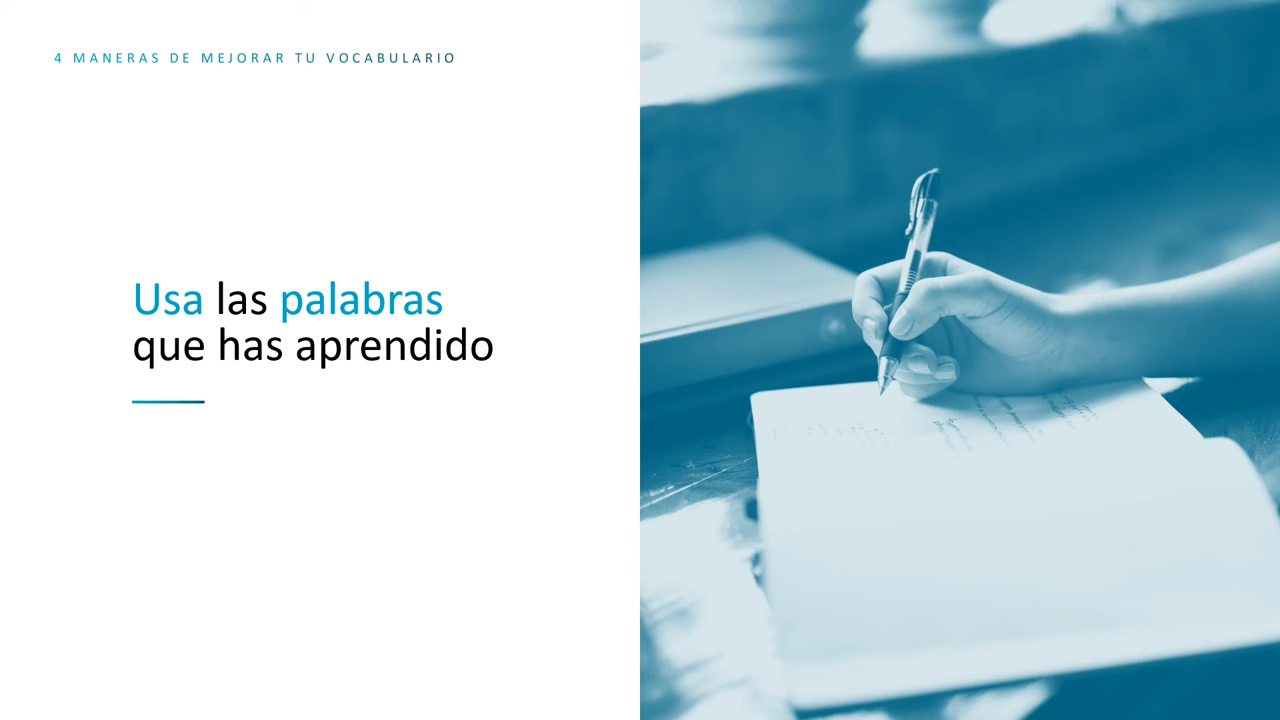 4 MANERAS DE MEJORAR TU VOCABULARIO
Usa las palabras
que has aprendido